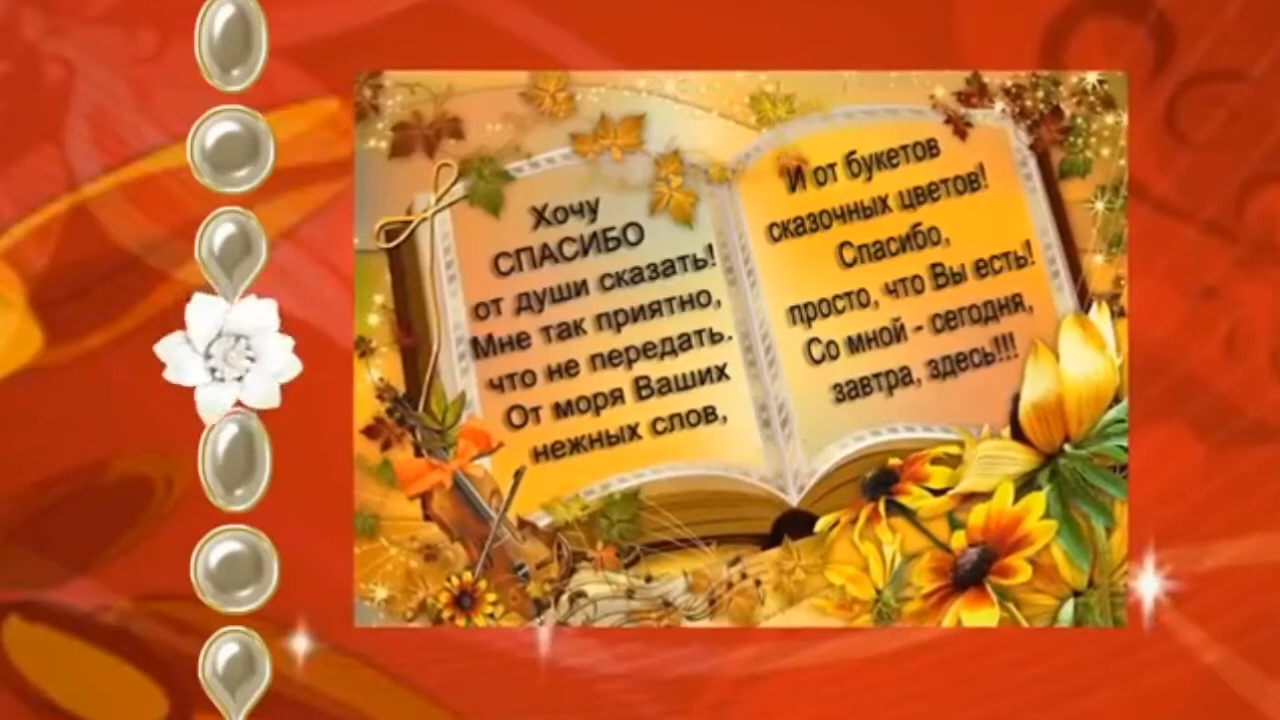 Хочу
СПАСИБО
от души сказать!
Мне так приятно,
что не передать.
От моря Ваших
нежных слов,
И от букетов
сказочных цветов!
Спасибо,
просто, что Вы есть!
Со мной - сегодня,
завтра, здесь!!!